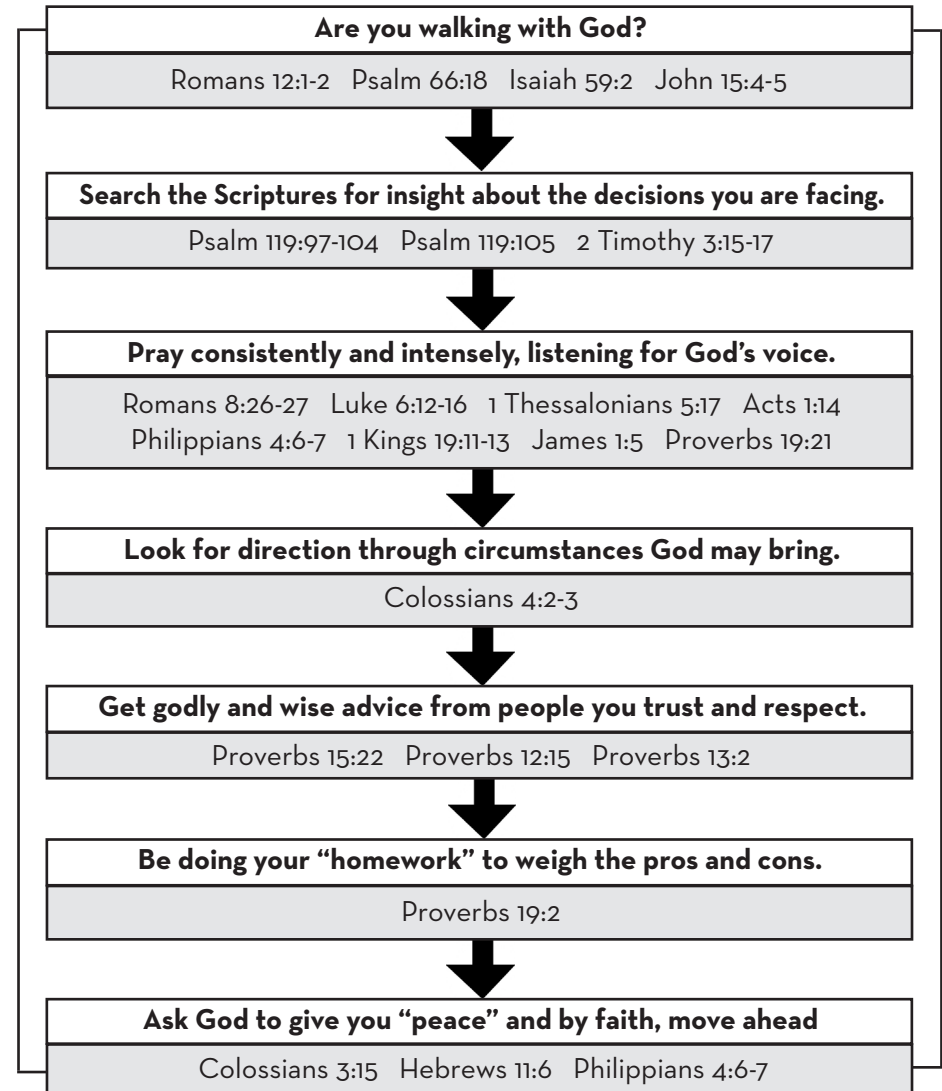 Are you walking with God?
Romans 12:1-2 Psalm 66:18 Isaiah 59:2 John 15:4-5
Search the Scriptures for insight about the decisions you are facing.
Psalm 119:97-104 Psalm 119:105 2 Timothy 3:15-17
Pray consistently and intensely, listening for God’s voice.
Romans 8:26-27 Luke 6:12-16 1 Thessalonians 5:17 Acts 1:14
Philippians 4:6-7 1 Kings 19:11-13 James 1:5 Proverbs 19:21
Look for direction through circumstances God may bring.
Colossians 4:2-3
Get godly and wise advice from people you trust and respect.
Proverbs 15:22 Proverbs 12:15 Proverbs 13:2
Be doing your “homework” to weigh the pros and cons.
Proverbs 19:2
Ask God to give you “peace” and by faith, move ahead
Colossians 3:15 Hebrews 11:6 Philippians 4:6-7